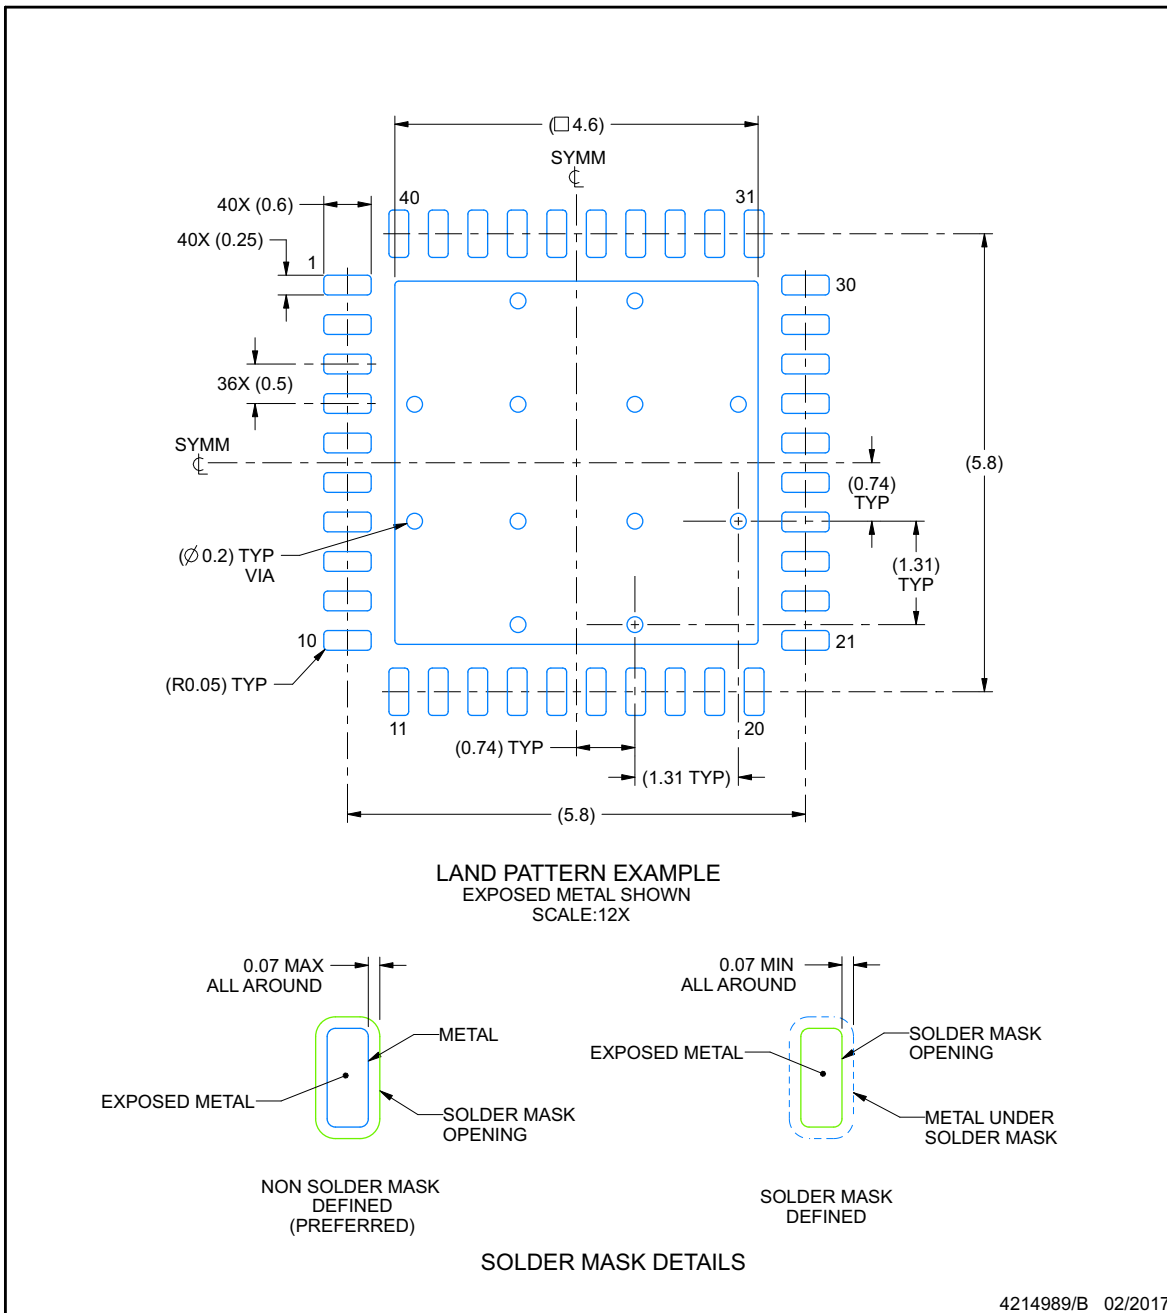 (□ 4.6)
SYMM
℄
40
31
40X (0.6)
40X (0.25)
1
30
36X (0.5)
SYMM
℄
(5.8)
(0.74)
TYP
(Ø 0.2) TYP
VIA
(1.31)
TYP
10
21
(R0.05) TYP
11
20
(0.74) TYP
(1.31 TYP)
(5.8)
LAND PATTERN EXAMPLE
EXPOSED METAL SHOWN
SCALE:12X
0.07 MAX
ALL AROUND
METAL
EXPOSED METAL
SOLDER MASK
OPENING
NON SOLDER MASK
DEFINED
(PREFERRED)
0.07 MIN
ALL AROUND
SOLDER MASK
OPENING
EXPOSED METAL
METAL UNDER
SOLDER MASK
SOLDER MASK
DEFINED
SOLDER MASK DETAILS
4214989/B 02/2017